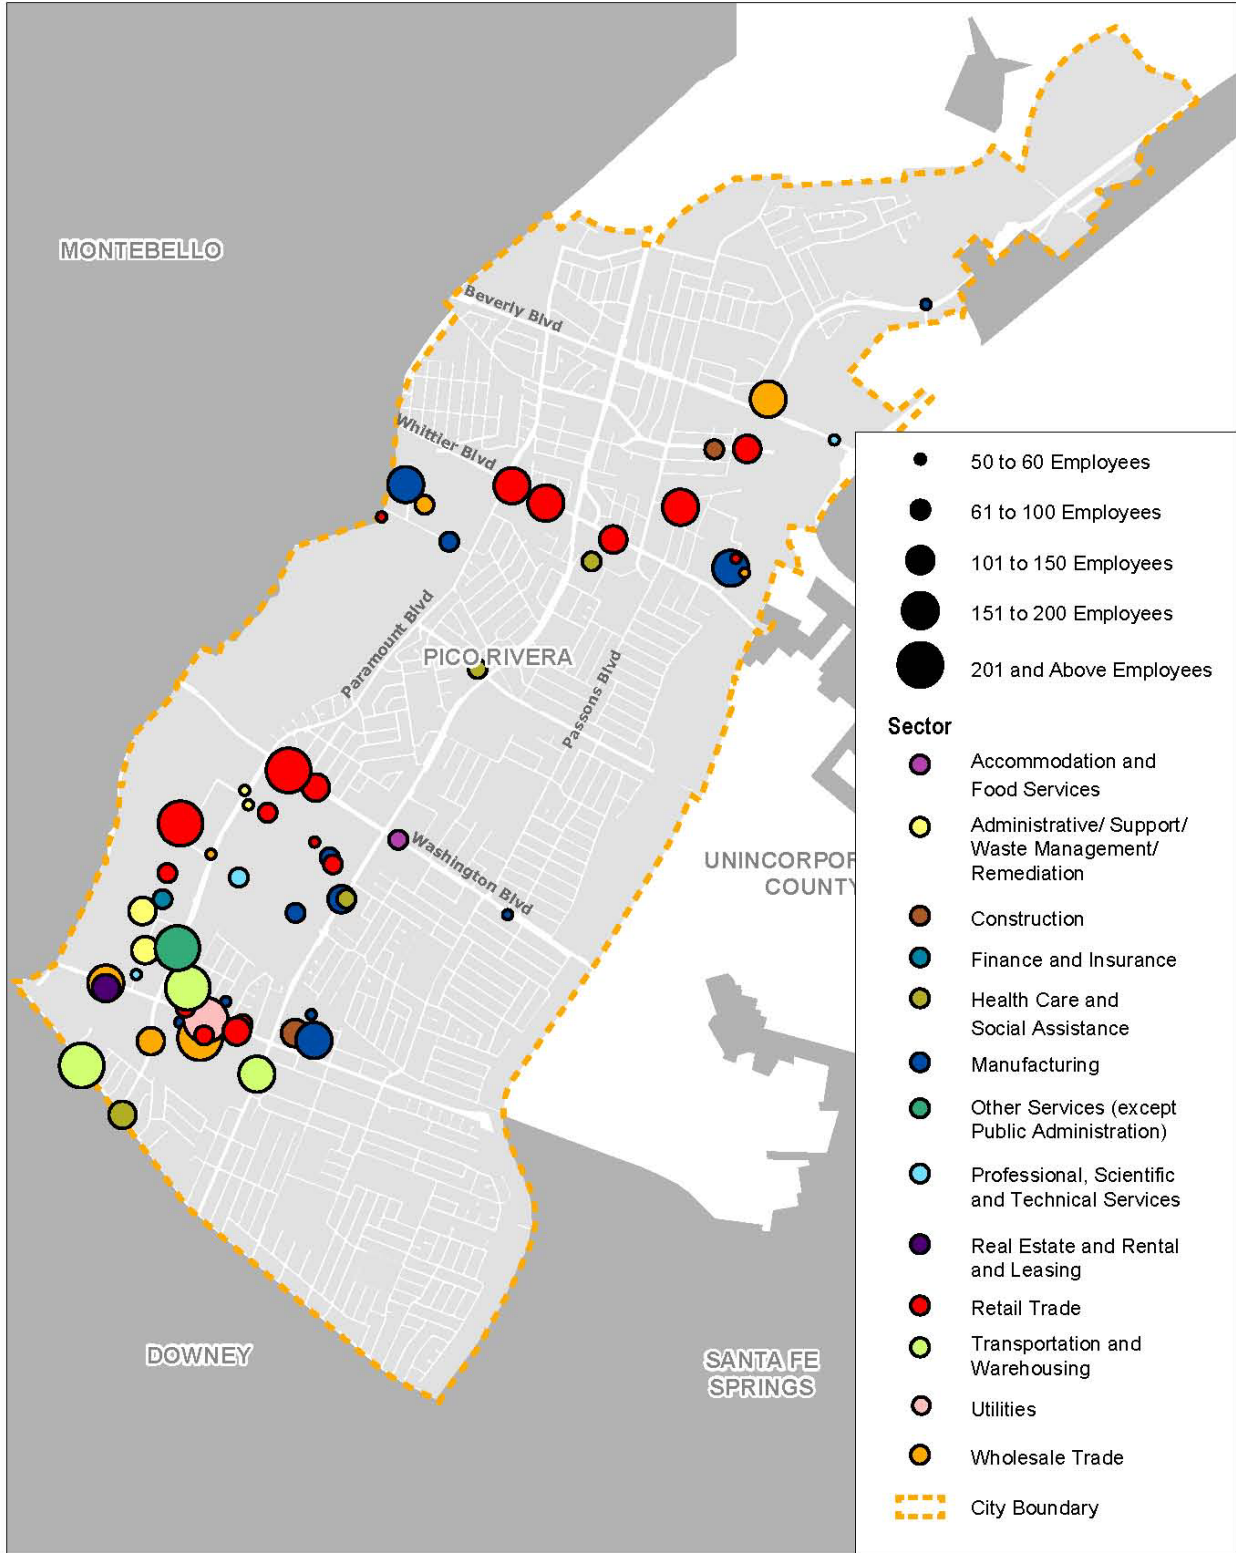 MONTEBELLO
Beverly Blvd
Whittier Blvd
Paramount Blvd
PICO RIVERA
Passons Blvd
Washington Blvd
UNINCORPOR
COUNTY
DOWNEY
SANTA FE
SPRINGS
50 to 60 Employees
61 to 100 Employees
101 to 150 Employees
151 to 200 Employees
201 and Above Employees
Sector
Accommodation and
Food Services
Administrative/ Support/
Waste Management/
Remediation
Construction
Finance and Insurance
Health Care and
Social Assistance
Manufacturing
Other Services (except
Public Administration)
Professional, Scientific
and Technical Services
Real Estate and Rental
and Leasing
Retail Trade
Transportation and
Warehousing
Utilities
Wholesale Trade
City Boundary